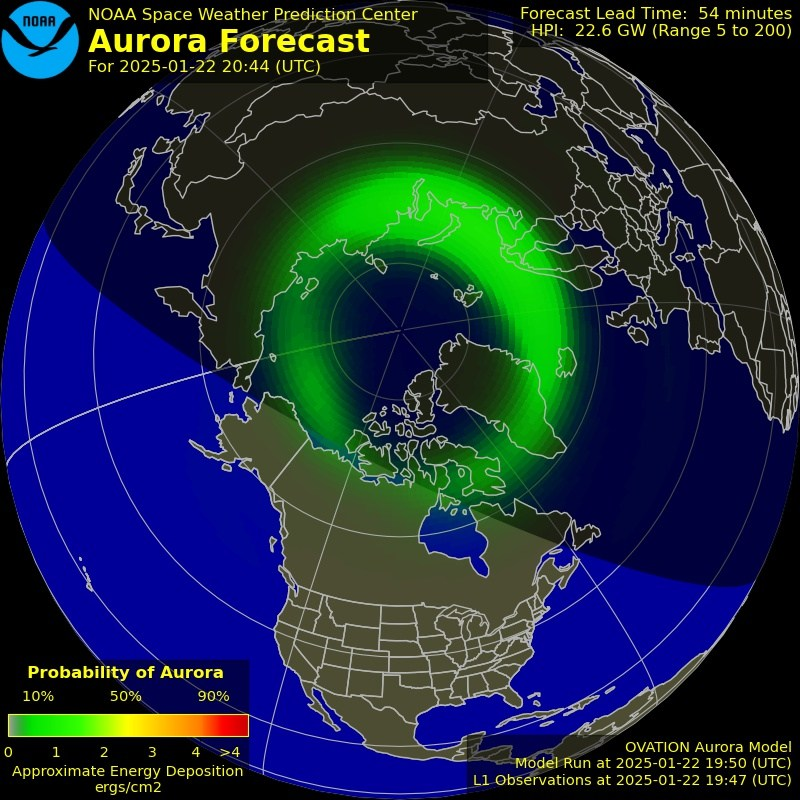 NOAA
NOAA Space Weather Prediction Center
Aurora Forecast
For 2025-01-22 20:44 (UTC)
Forecast Lead Time: 54 minutes
HPI: 22.6 GW (Range 5 to 200)
Probability of Aurora
10% 50% 90%
0 1 2 3 4 >4
Approximate Energy Deposition
ergs/cm2
OVATION Aurora Model
Model Run at 2025-01-22 19:50 (UTC)
L1 Observations at 2025-01-22 19:47 (UTC)